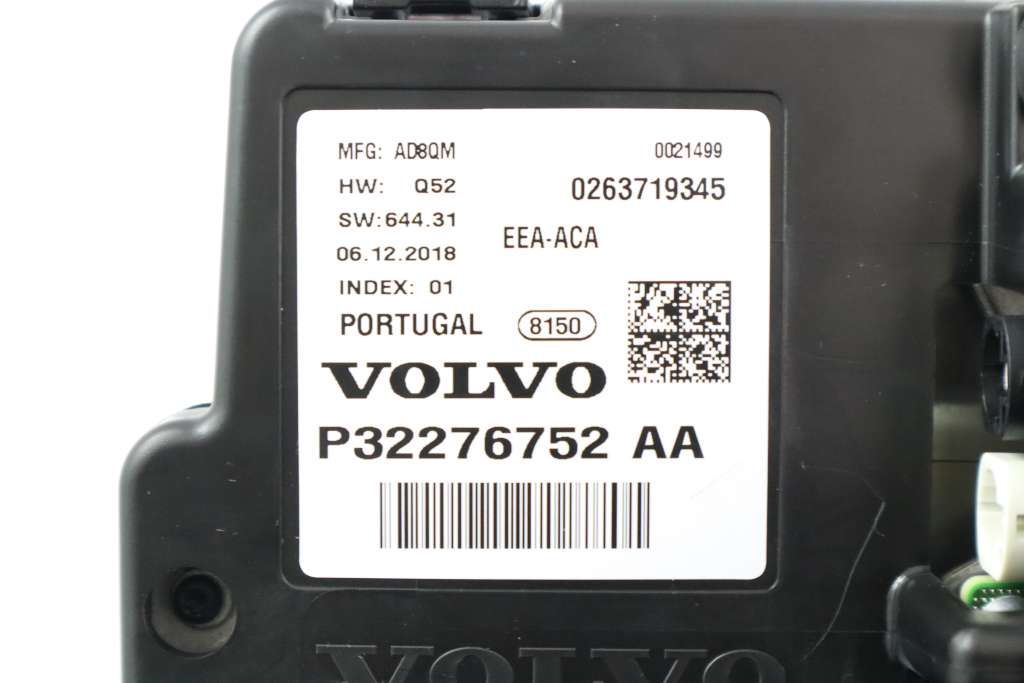 MFG: AD8QM 0021499
HW: Q52 0263719345
SW:644.31
EEA-ACA
06.12.2018
INDEX: 01
PORTUGAL 8150
VOLVO
P32276752 AA
VOLVO